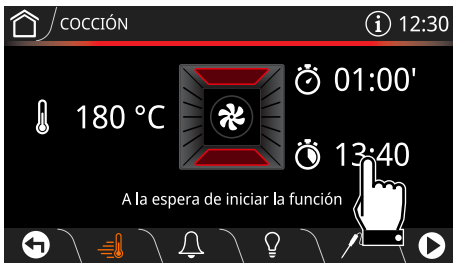 COCCIÓN
12:30
180 °C
01:00'
13:40
A la espera de iniciar la función